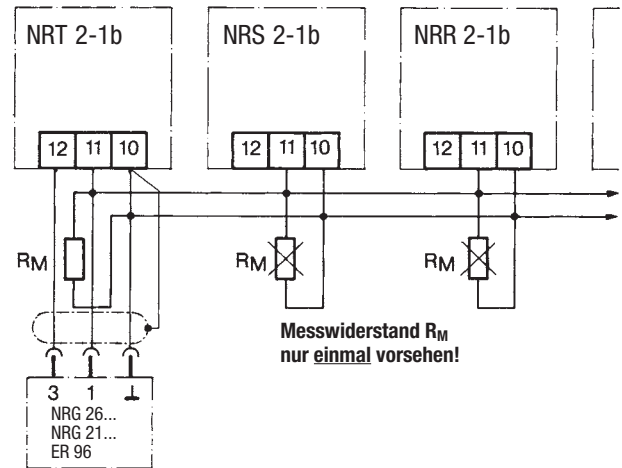 NRT 2-1b
NRS 2-1b
NRR 2-1b
12 11 10
12 11 10
12 11 10
RM
RM
RM
Messwiderstand RM
nur einmal vorsehen!
3 1
NRG 26...
NRG 21...
ER 96